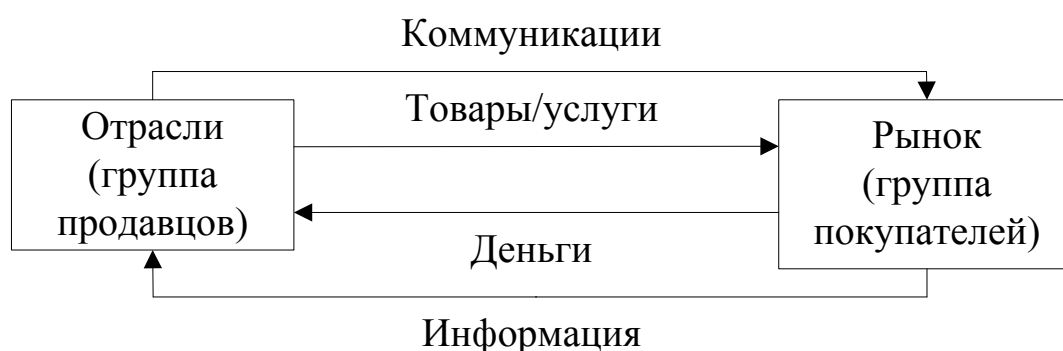 Коммуникации
Товары/услуги
Отрасли
(группа
продавцов)
Рынок
(группа
покупателей)
Деньги
Информация